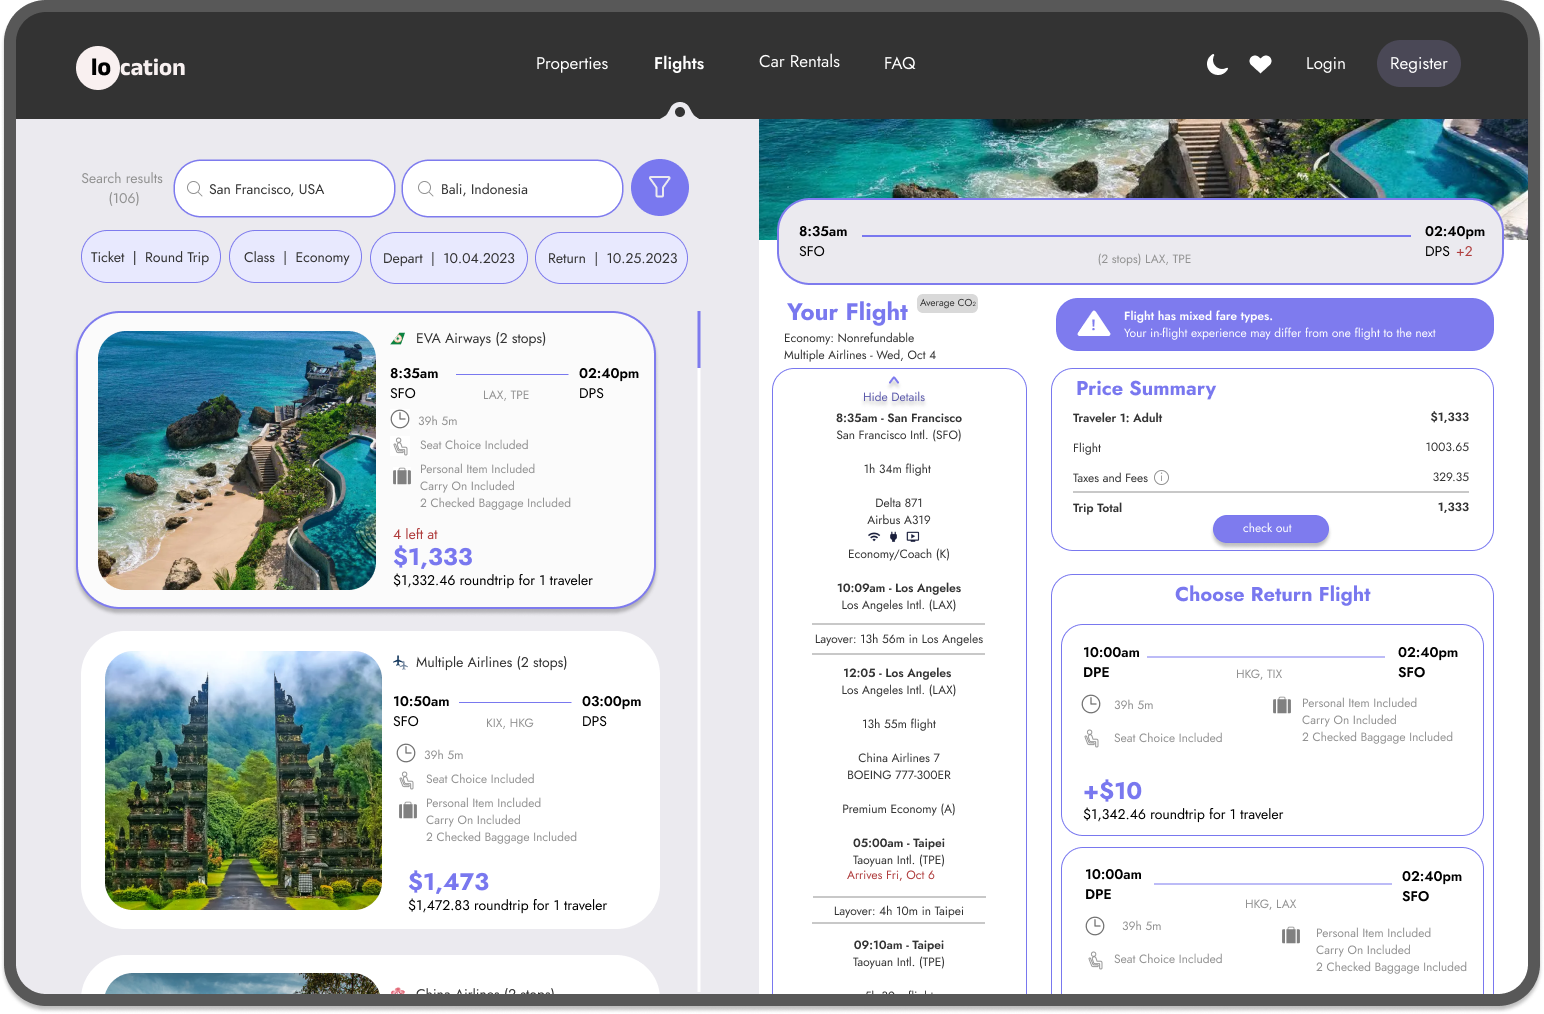 location
Properties
Flights
Car Rentals
FAQ
Login
Register
Search results
(106)
San Francisco, USA
Bali, Indonesia
Ticket | Round Trip
Class | Economy
Depart | 10.04.2023
Return | 10.25.2023
EVA Airways (2 stops)
8:35am
02:40pm
SFO
LAX, TPE
DPS
39h 5m
Seat Choice Included
Personal Item Included
Carry On Included
2 Checked Baggage Included
4 left at
$1,333
$1,332.46 roundtrip for 1 traveler
Multiple Airlines (2 stops)
10:50am
03:00pm
SFO
KIX, HKG
DPS
39h 5m
Seat Choice Included
Personal Item Included
Carry On Included
2 Checked Baggage Included
$1,473
$1,472.83 roundtrip for 1 traveler
China Airlines (2 stops)
8:35am
02:40pm
SFO
(2 stops) LAX, TPE
DPS +2
Your Flight
Average CO₂
Economy: Nonrefundable
Multiple Airlines - Wed, Oct 4
Hide Details
8:35am - San Francisco
San Francisco Intl. (SFO)
1h 34m flight
Delta 871
Airbus A319
Economy/Coach (K)
10:09am - Los Angeles
Los Angeles Intl. (LAX)
Layover: 13h 56m in Los Angeles
12:05 - Los Angeles
Los Angeles Intl. (LAX)
13h 55m flight
China Airlines 7
BOEING 777-300ER
Premium Economy (A)
05:00am - Taipei
Taoyuan Intl. (TPE)
Arrives Fri, Oct 6
Layover: 4h 10m in Taipei
09:10am - Taipei
Taoyuan Intl. (TPE)
Flight has mixed fare types.
Your in-flight experience may differ from one flight to the next
Price Summary
Traveler 1: Adult $1,333
Flight 1003.65
Taxes and Fees 329.35
Trip Total 1,333
check out
Choose Return Flight
10:00am
02:40pm
DPE
HKG, TIX
SFO
39h 5m
Seat Choice Included
Personal Item Included
Carry On Included
2 Checked Baggage Included
+$10
$1,342.46 roundtrip for 1 traveler
10:00am
02:40pm
DPE
HKG, LAX
SFO
39h 5m
Seat Choice Included
Personal Item Included
Carry On Included
2 Checked Baggage Included